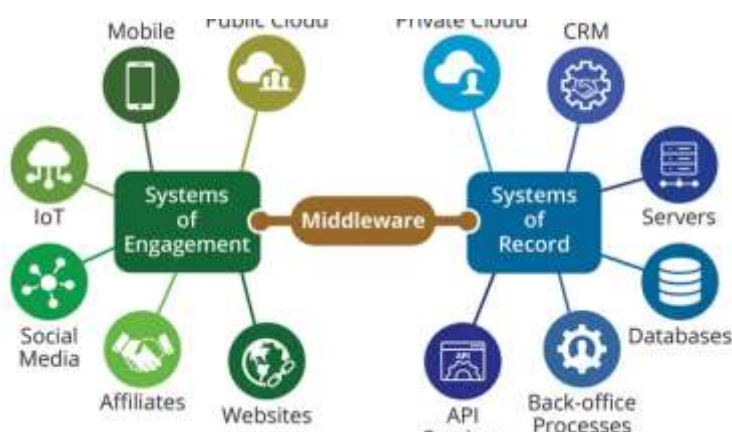 Mobile
Public Cloud
Private Cloud
CRM
IoT
Systems
of
Engagement
Middleware
Systems
of
Record
Servers
Social
Media
Databases
Affiliates
Websites
API
API
Back-office
Processes